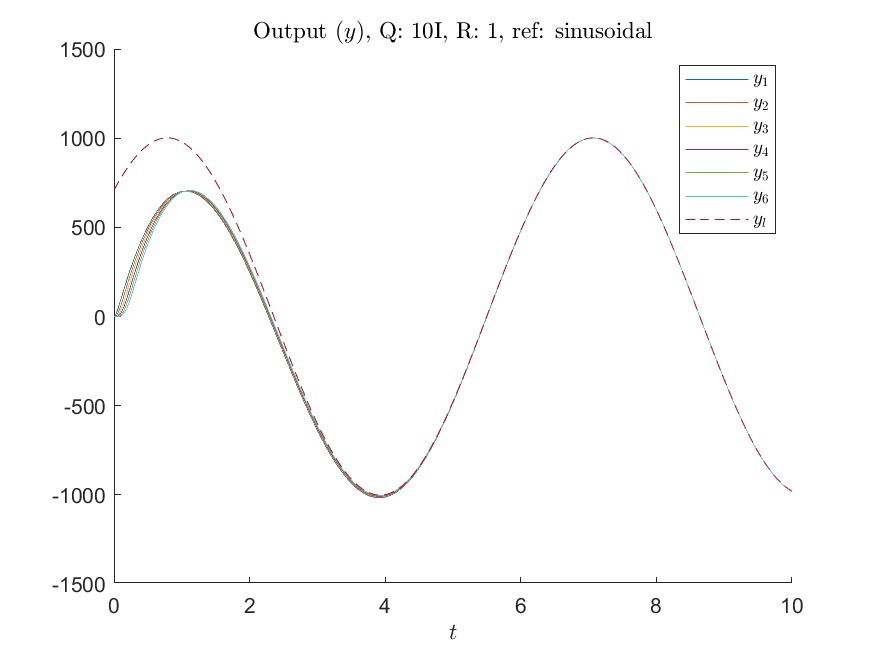 Output (y), Q: 10I, R: 1, ref: sinusoidal
1500
1000
500
0
-500
-1000
-1500
0 2 4 6 8 10
t
y₁
y₂
y₃
y₄
y₅
y₆
yₗ